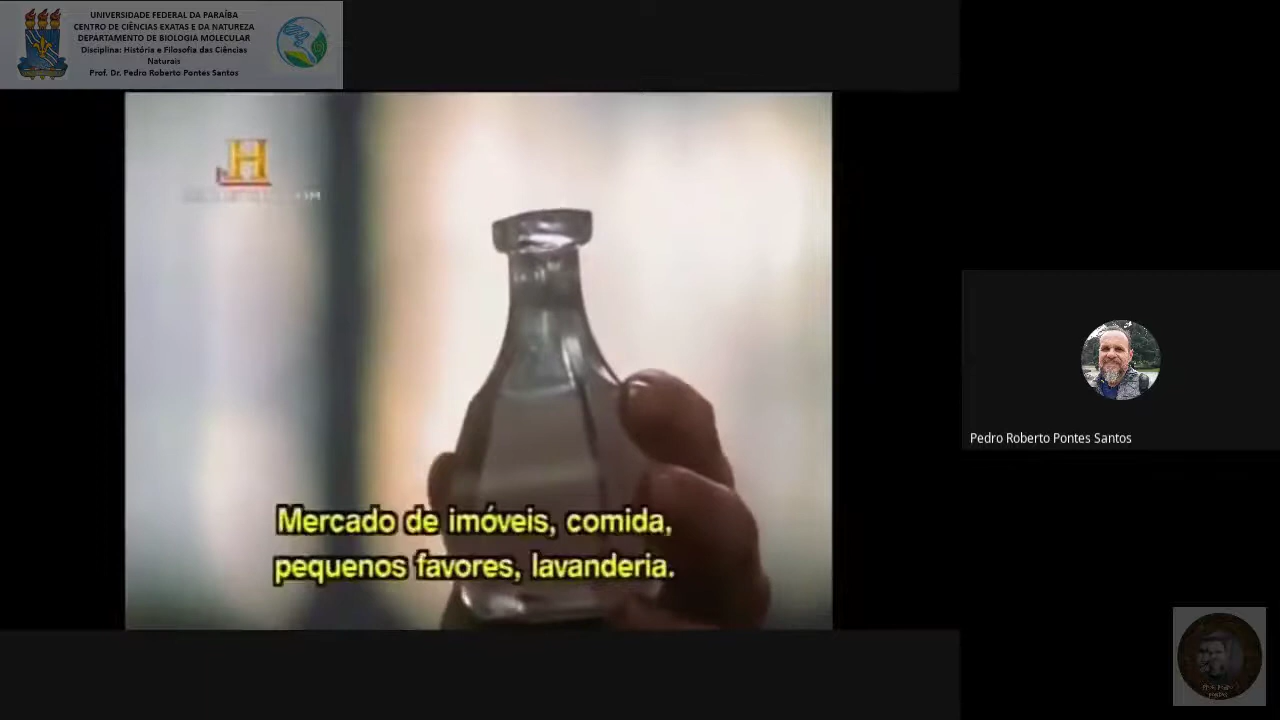 UNIVERSIDADE FEDERAL DA PARAÍBA
CENTRO DE CIÊNCIAS EXATAS E DA NATUREZA
DEPARTAMENTO DE BIOLOGIA MOLECULAR
Disciplina: História e Filosofia das Ciências
Naturais
Prof. Dr. Pedro Roberto Pontes Santos
H
Mercado de imóveis, comida,
pequenos favores, lavanderia.
Pedro Roberto Pontes Santos